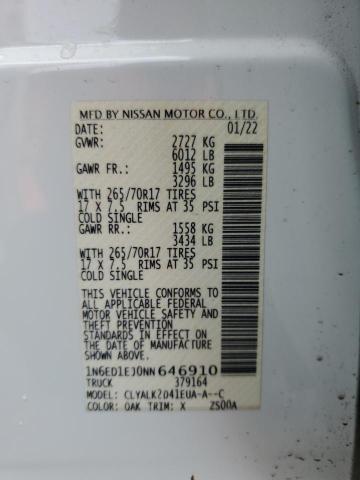 MFD BY NISSAN MOTOR CO., LTD.
DATE: 01/22
GVWR: 2727 KG
6012 LB
GAWR FR.: 1495 KG
3296 LB
WITH 265/70R17 TIRES
17 X 7.5 RIMS AT 35 PSI
COLD SINGLE
GAWR RR.: 1558 KG
3434 LB
WITH 265/70R17 TIRES
17 X 7.5 RIMS AT 35 PSI
COLD SINGLE
THIS VEHICLE CONFORMS TO
ALL APPLICABLE FEDERAL
MOTOR VEHICLE SAFETY AND
THEFT PREVENTION
STANDARDS IN EFFECT
ON THE DATE OF MANUFACTURE
SHOWN ABOVE.
1N6ED1EJ0NN646910
TRUCK 379164
MODEL: CLYALK2D41EUA-A--C
COLOR: QAK TRIM: X ZS00A